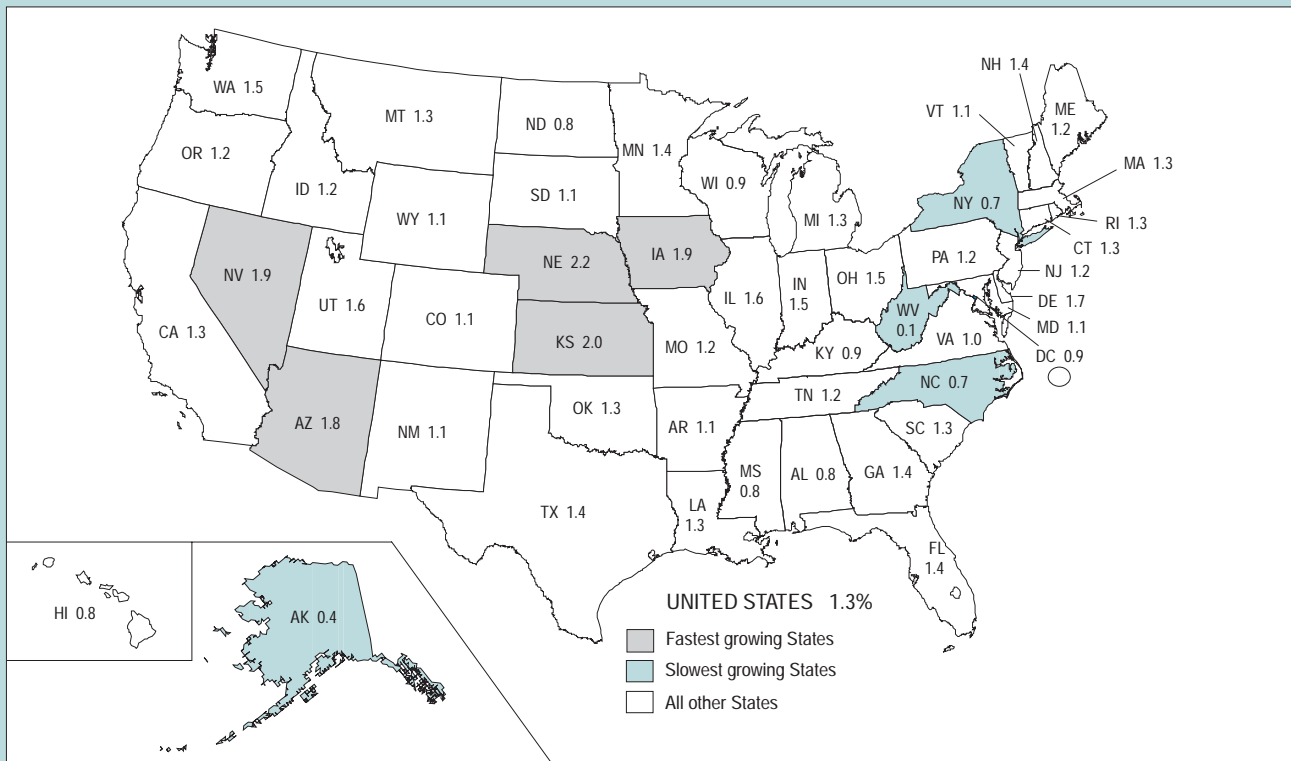 NH 1.4
WA 1.5
VT 1.1
ME
1.2
MT 1.3
ND 0.8
MN 1.4
OR 1.2
MA 1.3
ID 1.2
SD 1.1
WI 0.9
NY 0.7
WY 1.1
MI 1.3
RI 1.3
CT 1.3
NV 1.9
NE 2.2
IA 1.9
PA 1.2
NJ 1.2
UT 1.6
CO 1.1
IL 1.6
IN
1.5
OH 1.5
DE 1.7
WV
0.1
MD 1.1
CA 1.3
KS 2.0
MO 1.2
KY 0.9
VA 1.0
DC 0.9
NC 0.7
TN 1.2
AZ 1.8
NM 1.1
OK 1.3
AR 1.1
SC 1.3
MS
0.8
AL 0.8
GA 1.4
TX 1.4
LA
1.3
FL
1.4
HI 0.8
AK 0.4
UNITED STATES 1.3%
Fastest growing States
Slowest growing States
All other States